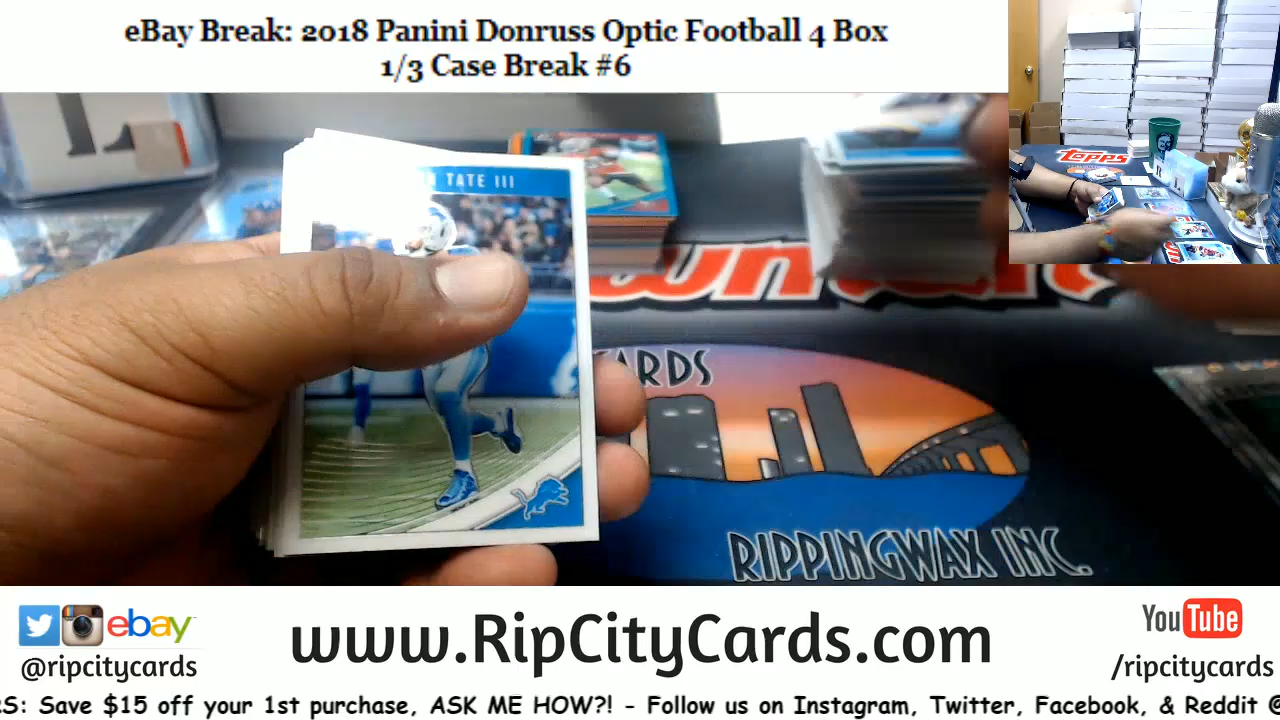 eBay Break: 2018 Panini Donruss Optic Football 4 Box
1/3 Case Break #6
TATE III
topps
CARDS
RIPPINGWAX INC.
ebay
www.RipCityCards.com
YouTube
@ripcitycards
/ripcitycards
Save $15 off your 1st purchase, ASK ME HOW?! - Follow us on Instagram, Twitter, Facebook, & Reddit @